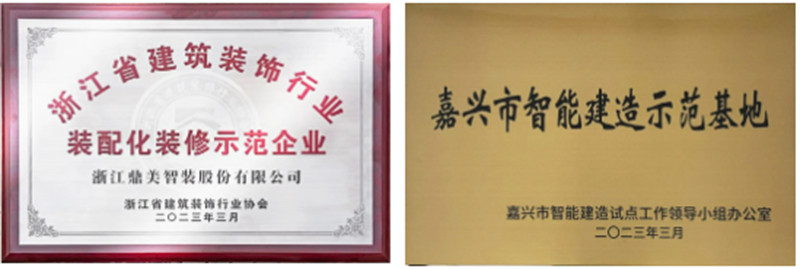 浙江省建筑装饰行业
装配化装修示范企业
浙江鼎美智装股份有限公司
浙江省建筑装饰行业协会
二〇二三年三月
嘉兴市智能建造示范基地
嘉兴市智能建造试点工作领导小组办公室
二〇二三年三月